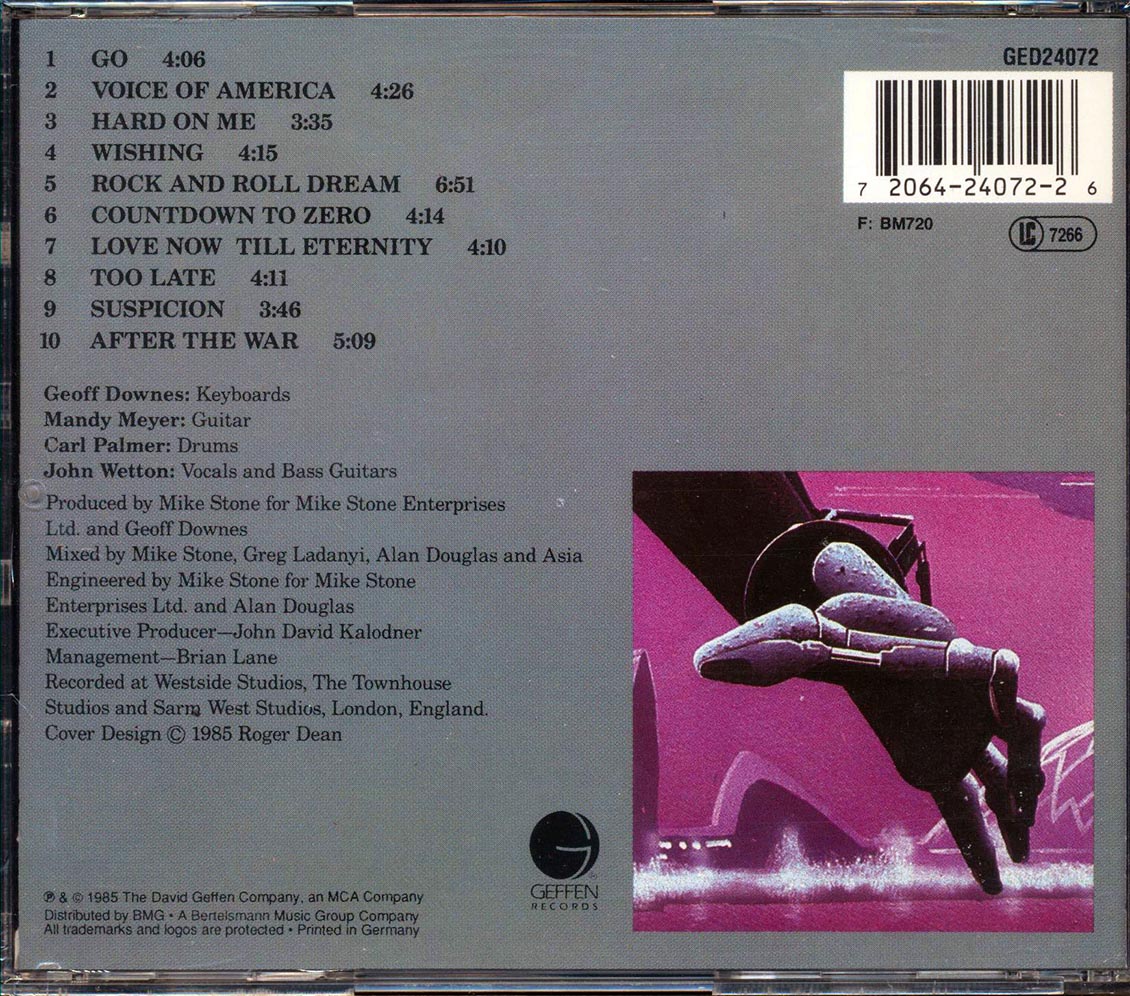 1 GO 4:06
2 VOICE OF AMERICA 4:26
3 HARD ON ME 3:35
4 WISHING 4:15
5 ROCK AND ROLL DREAM 6:51
6 COUNTDOWN TO ZERO 4:14
7 LOVE NOW TILL ETERNITY 4:10
8 TOO LATE 4:11
9 SUSPICION 3:46
10 AFTER THE WAR 5:09
GED24072
7 2064-24072-2 6
F: BM720
LC 7266
Geoff Downes: Keyboards
Mandy Meyer: Guitar
Carl Palmer: Drums
John Wetton: Vocals and Bass Guitars
Produced by Mike Stone for Mike Stone Enterprises
Ltd. and Geoff Downes
Mixed by Mike Stone, Greg Ladanyi, Alan Douglas and Asia
Engineered by Mike Stone for Mike Stone
Enterprises Ltd. and Alan Douglas
Executive Producer—John David Kalodner
Management—Brian Lane
Recorded at Westside Studios, The Townhouse
Studios and Sarm West Studios, London, England.
Cover Design © 1985 Roger Dean
GEFFEN
RECORDS
®
℗ & © 1985 The David Geffen Company, an MCA Company
Distributed by BMG • A Bertelsmann Music Group Company
All trademarks and logos are protected • Printed in Germany